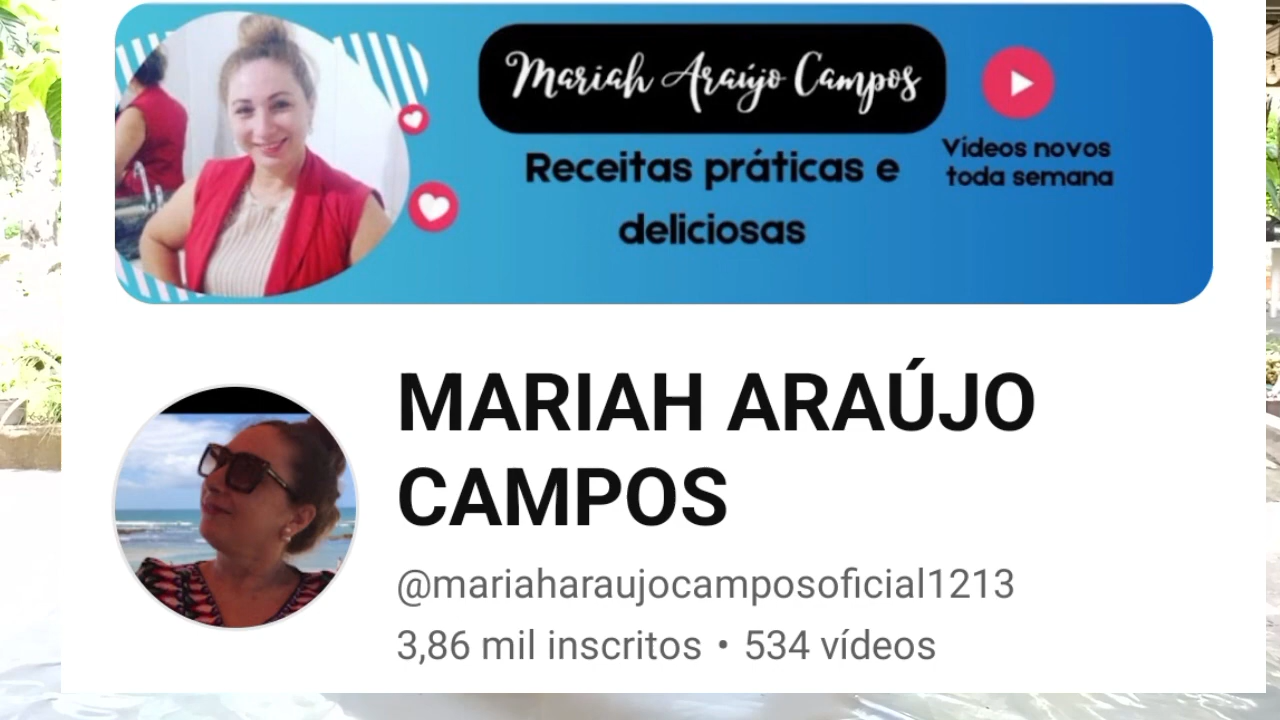 Mariah Araújo Campos
Receitas práticas e
deliciosas
Vídeos novos
toda semana
MARIAH ARAÚJO
CAMPOS
@mariaharaujocamposoficial1213
3,86 mil inscritos • 534 vídeos